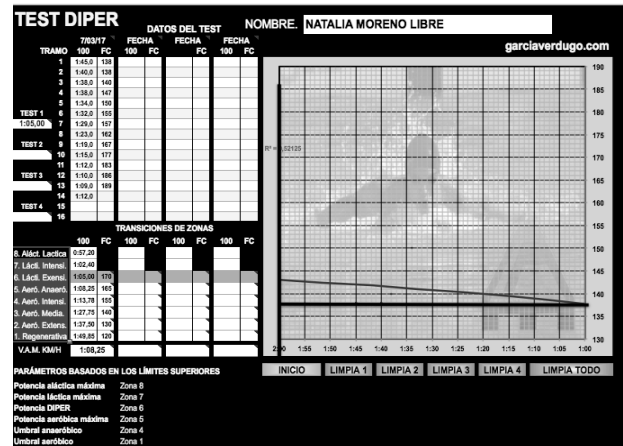 TEST DIPER
DATOS DEL TEST
NOMBRE. NATALIA MORENO LIBRE
garciaverdugo.com
7/03/17 FECHA FECHA FECHA
TRAMO 100 FC 100 FC 100 FC 100 FC
1 1:45,0 138
2 1:40,0 138
3 1:38,0 140
4 1:38,0 147
5 1:34,0 150
TEST 1 6 1:32,0 155
1:05,00 7 1:29,0 157
8 1:23,0 162
TEST 2 9 1:19,0 167
10 1:15,0 177
11 1:12,0 183
TEST 3 12 1:10,0 186
13 1:09,0 189
14 1:12,0
TEST 4 15
16
190
185
180
175
170
165
160
155
150
145
140
135
130
R² = 0,52125
2:00 1:55 1:50 1:45 1:40 1:35 1:30 1:25 1:20 1:15 1:10 1:05 1:00
TRANSICIONES DE ZONAS
100 FC 100 FC 100 FC 100 FC
8. Aláct. Lactica 0:57,20
7. Lácti. Intensi. 1:02,40
6. Lácti. Exensi. 1:05,00 170
5. Aeró. Anaeró. 1:08,25 165
4. Aeró. Intensi. 1:13,78 155
3. Aeró. Media. 1:27,75 140
2. Aeró. Extens. 1:37,50 130
1. Regenerativa 1:49,85 120
V.A.M. KM/H 1:08,25
INICIO LIMPIA 1 LIMPIA 2 LIMPIA 3 LIMPIA 4 LIMPIA TODO
PARÁMETROS BASADOS EN LOS LÍMITES SUPERIORES
Potencia aláctica máxima Zona 8
Potencia láctica máxima Zona 7
Potencia DIPER Zona 6
Potencia aeróbica máxima Zona 5
Umbral anaeróbico Zona 4
Umbral aeróbico Zona 1